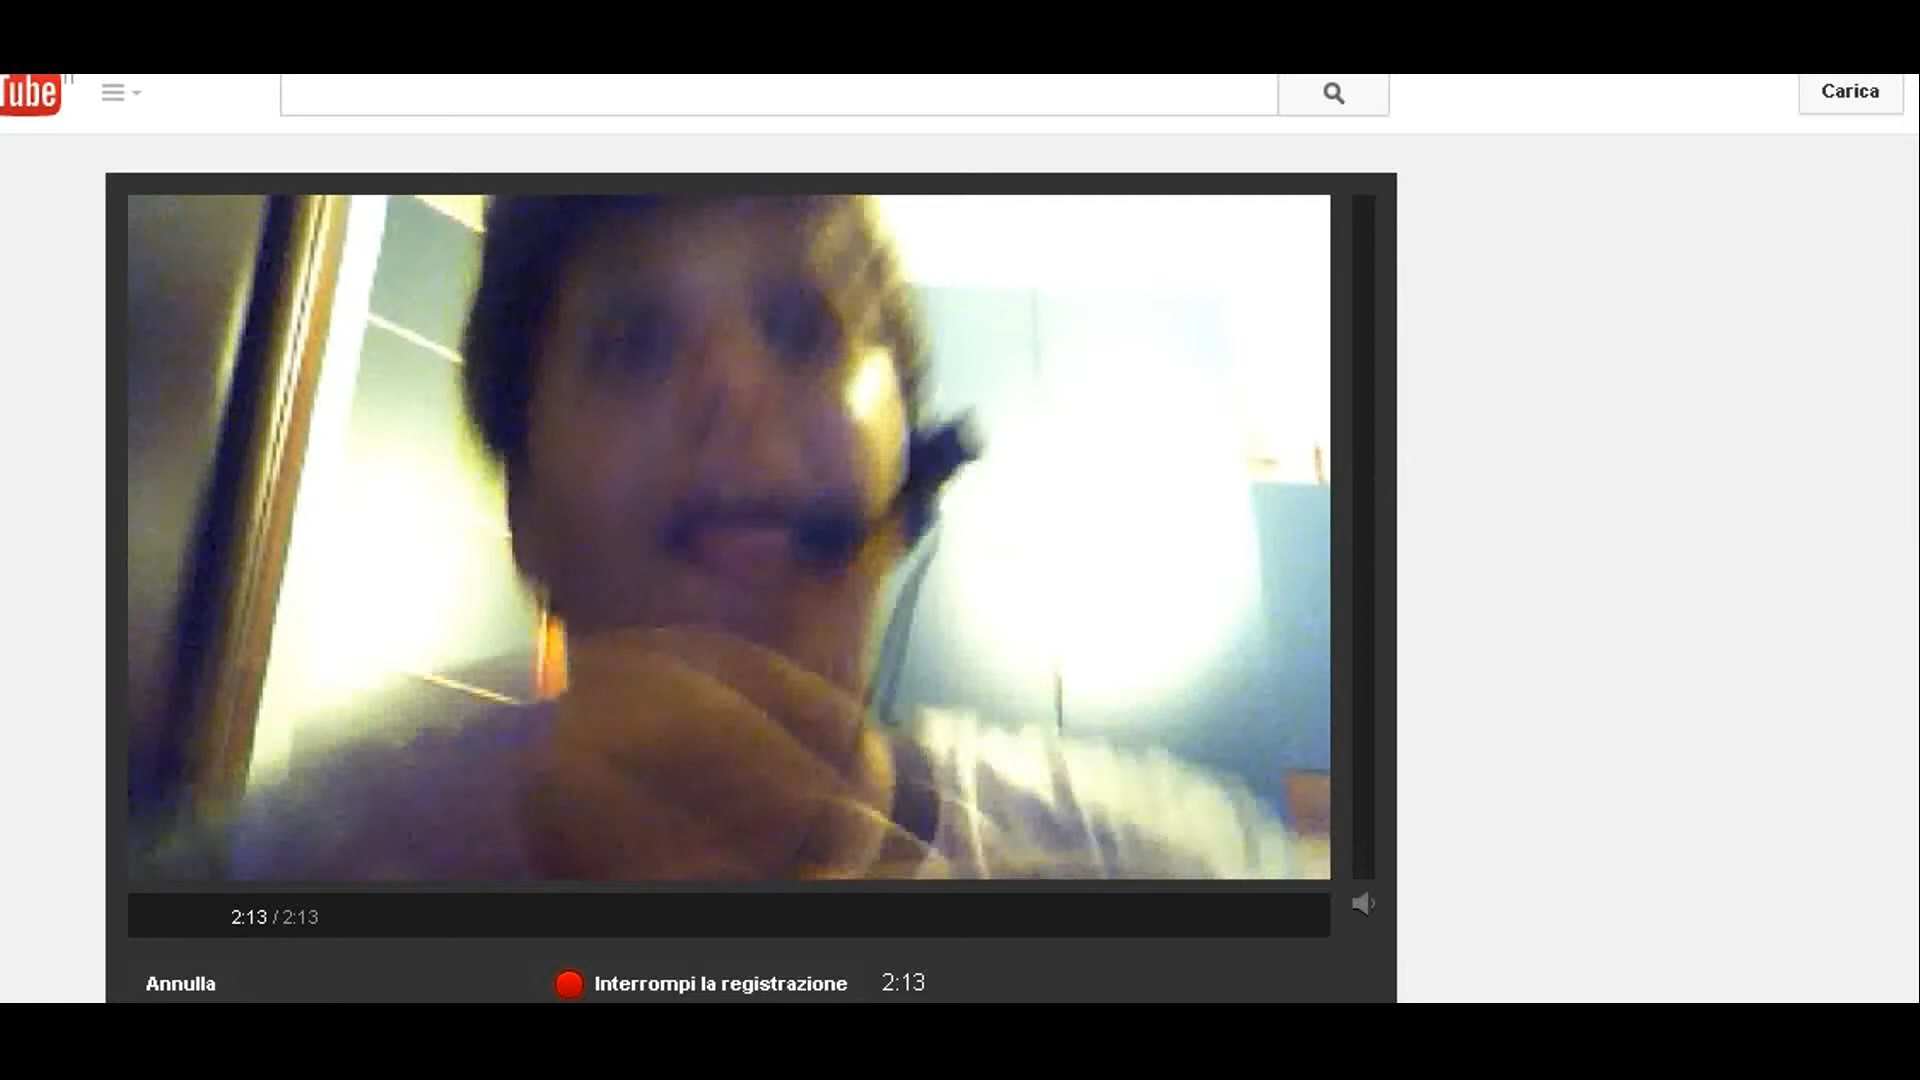 Tube
Carica
2:13 / 2:13
Annulla
Interrompi la registrazione 2:13